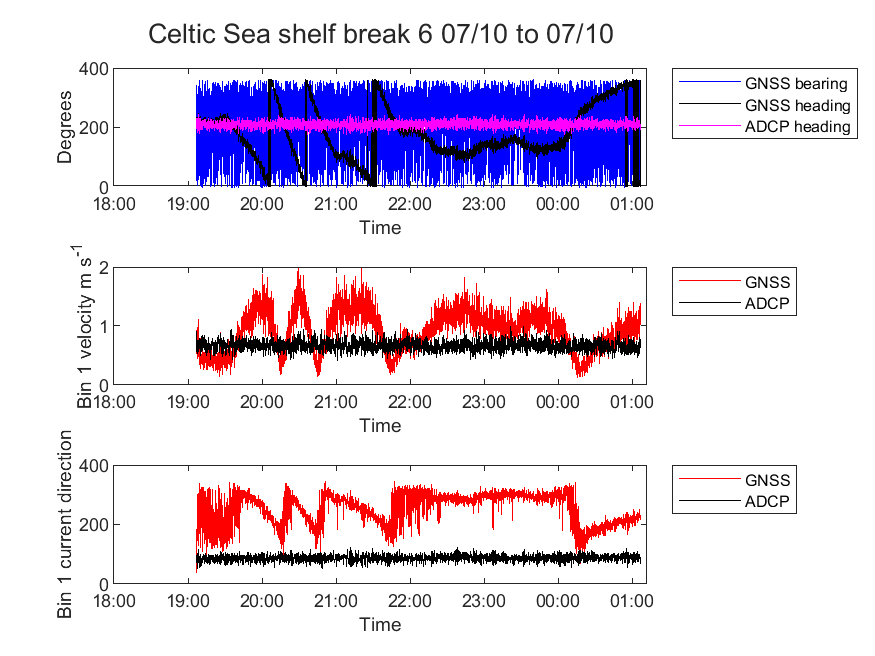 Celtic Sea shelf break 6 07/10 to 07/10
400
200
0
Degrees
18:00 19:00 20:00 21:00 22:00 23:00 00:00 01:00
Time
GNSS bearing
GNSS heading
ADCP heading
2
1
0
Bin 1 velocity m s-1
18:00 19:00 20:00 21:00 22:00 23:00 00:00 01:00
Time
GNSS
ADCP
400
200
0
Bin 1 current direction
18:00 19:00 20:00 21:00 22:00 23:00 00:00 01:00
Time
GNSS
ADCP